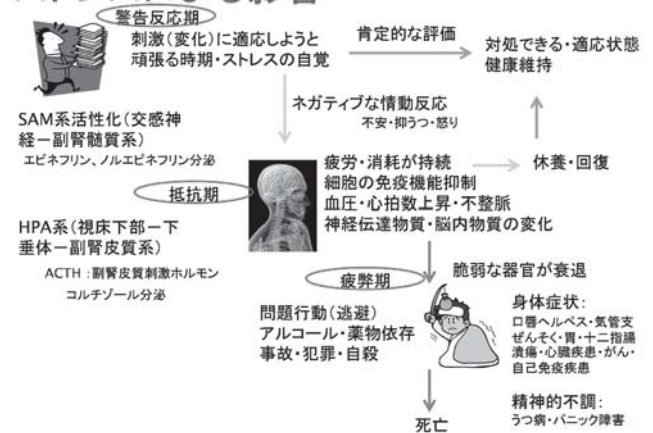 警告反応期
刺激(変化)に適応しようと
頑張る時期・ストレスの自覚
肯定的な評価
対処できる・適応状態
健康維持
ネガティブな情動反応
不安・抑うつ・怒り
SAM系活性化(交感神
経ー副腎髄質系)
エピネフリン、ノルエピネフリン分泌
抵抗期
疲労・消耗が持続
細胞の免疫機能抑制
血圧・心拍数上昇・不整脈
神経伝達物質・脳内物質の変化
休養・回復
HPA系(視床下部ー下
垂体ー副腎皮質系)
ACTH:副腎皮質刺激ホルモン
コルチゾール分泌
疲弊期
脆弱な器官が衰退
問題行動(逃避)
アルコール・薬物依存
事故・犯罪・自殺
身体症状:
口唇ヘルペス・気管支
ぜんそく・胃・十二指腸
潰瘍・心臓疾患・がん・
自己免疫疾患
精神的不調:
うつ病・パニック障害
死亡